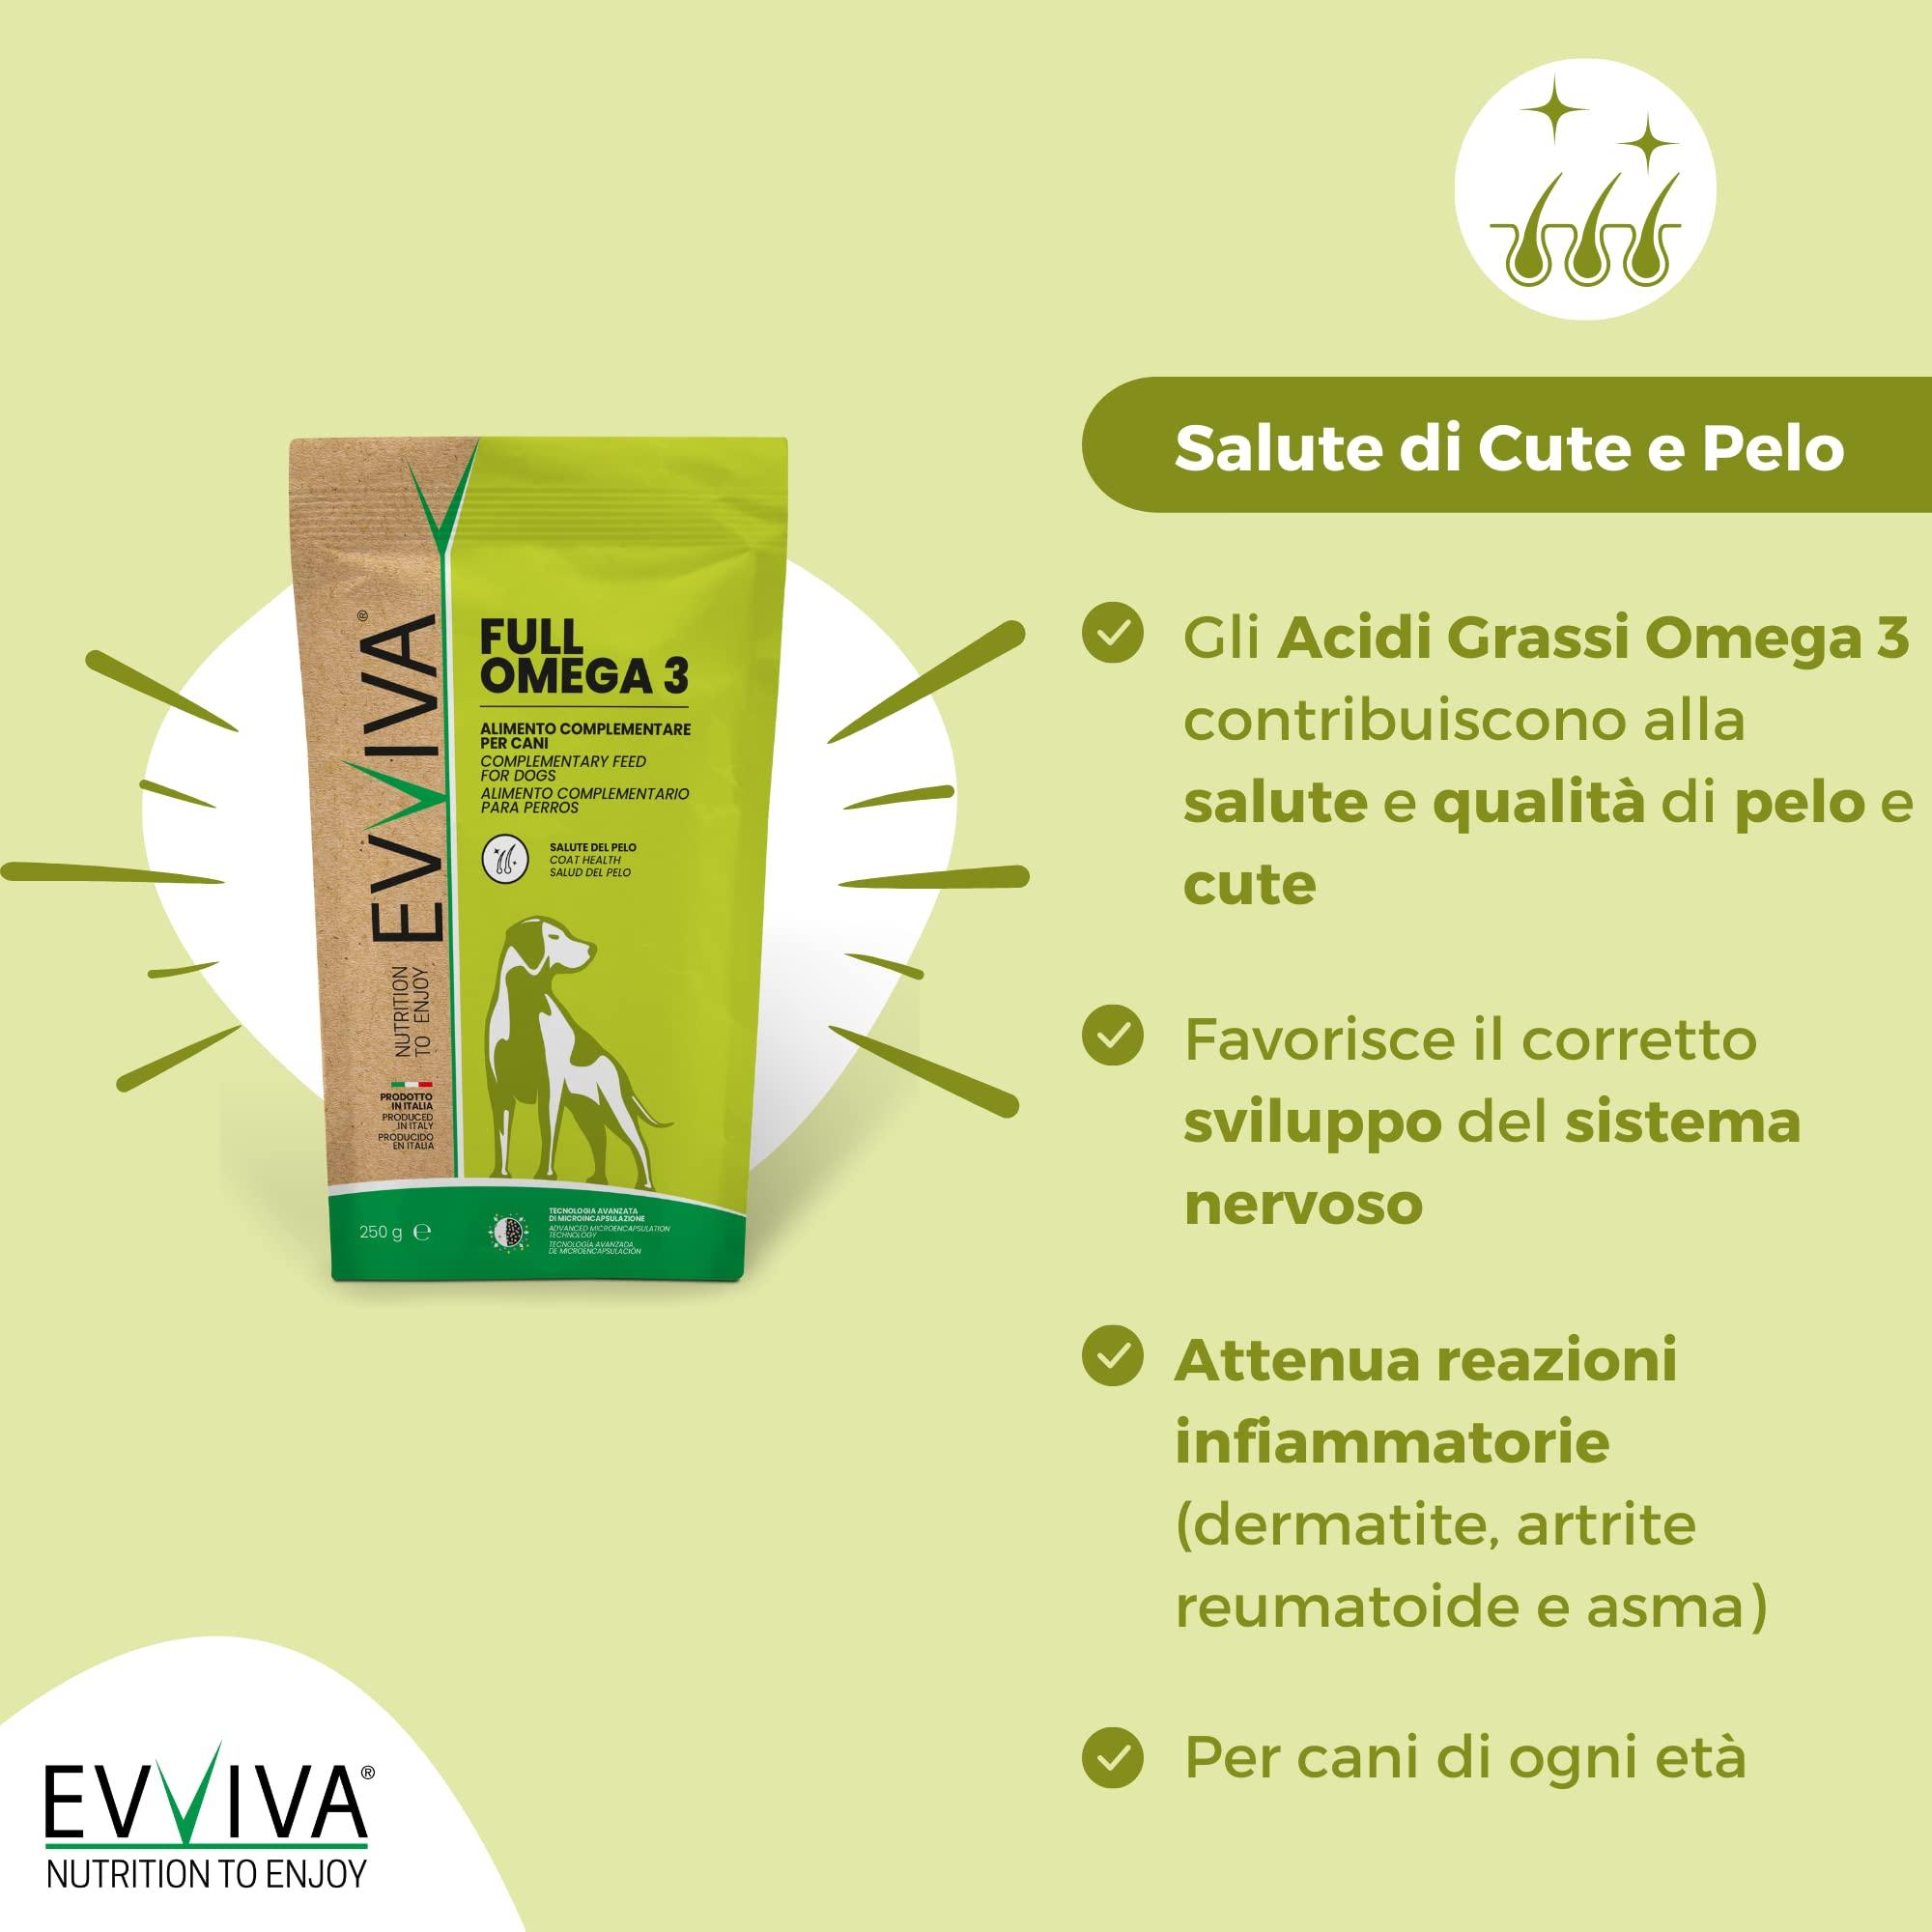 Salute di Cute e Pelo
Gli Acidi Grassi Omega 3
contribuiscono alla
salute e qualità di pelo e
cute
Favorisce il corretto
sviluppo del sistema
nervoso
Attenua reazioni
infiammatorie
(dermatite, artrite
reumatoide e asma)
Per cani di ogni età
EVVIVA®
NUTRITION
TO ENJOY
PRODOTTO
IN ITALIA
PRODUCED
IN ITALY
PRODUCIDO
EN ITALIA
FULL
OMEGA 3
ALIMENTO COMPLEMENTARE
PER CANI
COMPLEMENTARY FEED
FOR DOGS
ALIMENTO COMPLEMENTARIO
PARA PERROS
SALUTE DEL PELO
COAT HEALTH
SALUD DEL PELO
250 g ℮
TECNOLOGIA AVANZATA
DI MICROINCAPSULAZIONE
ADVANCED MICROENCAPSULATION
TECHNOLOGY
TECNOLOGÍA AVANZADA
DE MICROENCAPSULACIÓN
EVVIVA®
NUTRITION TO ENJOY